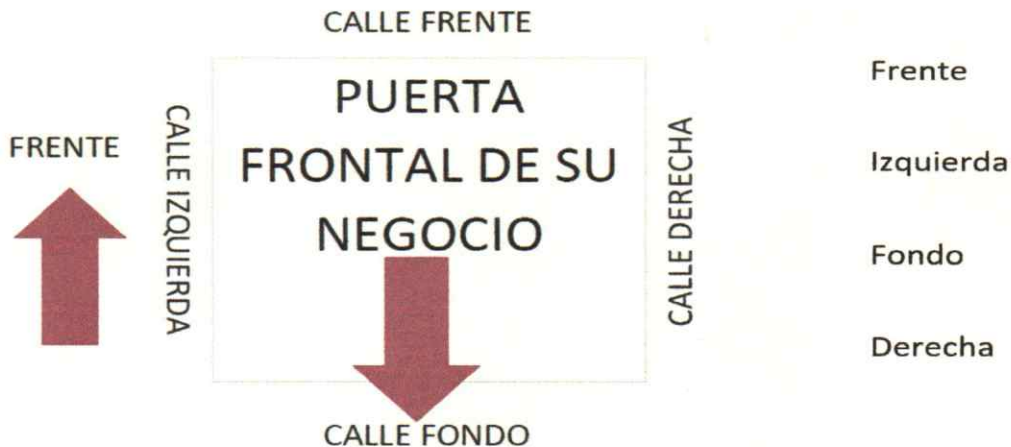 CALLE FRENTE
PUERTA
FRONTAL DE SU
NEGOCIO
FRENTE
CALLE IZQUIERDA
CALLE DERECHA
CALLE FONDO
Frente
Izquierda
Fondo
Derecha